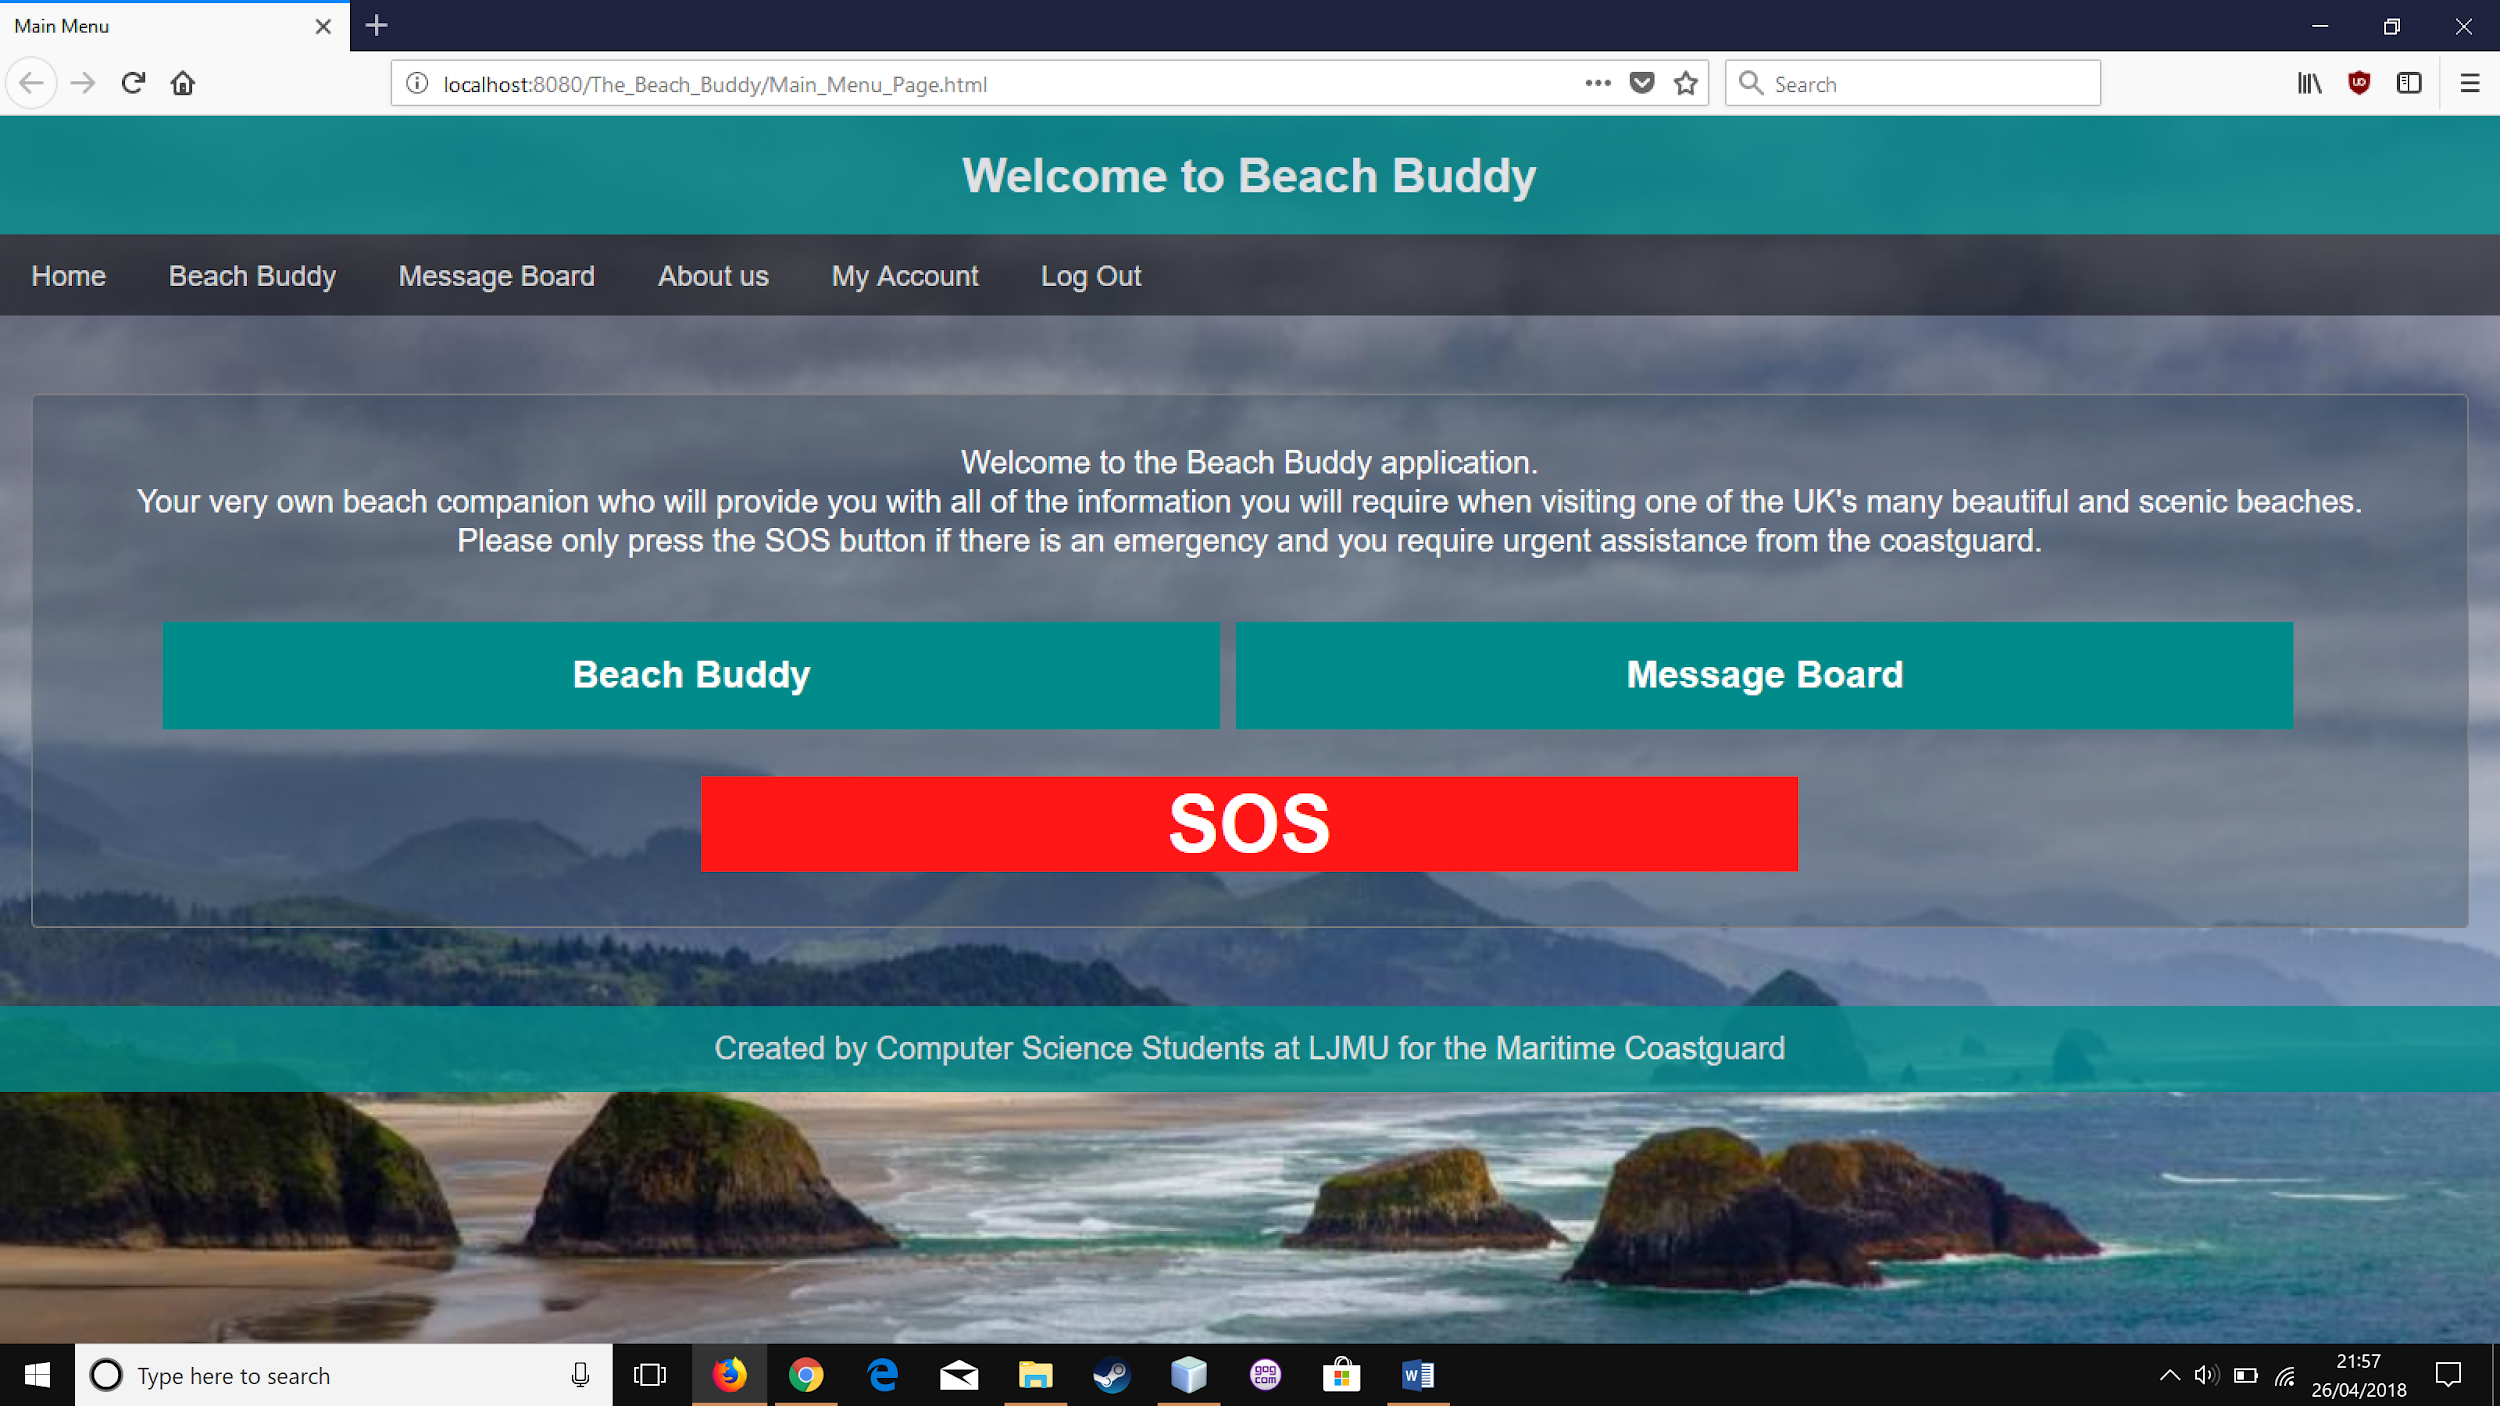 Main Menu
localhost:8080/The_Beach_Buddy/Main_Menu_Page.html
Search
Welcome to Beach Buddy
Home Beach Buddy Message Board About us My Account Log Out
Welcome to the Beach Buddy application.
Your very own beach companion who will provide you with all of the information you will require when visiting one of the UK's many beautiful and scenic beaches.
Please only press the SOS button if there is an emergency and you require urgent assistance from the coastguard.
Beach Buddy Message Board
SOS
Created by Computer Science Students at LJMU for the Maritime Coastguard
Type here to search
gog
com
W
21:57
26/04/2018